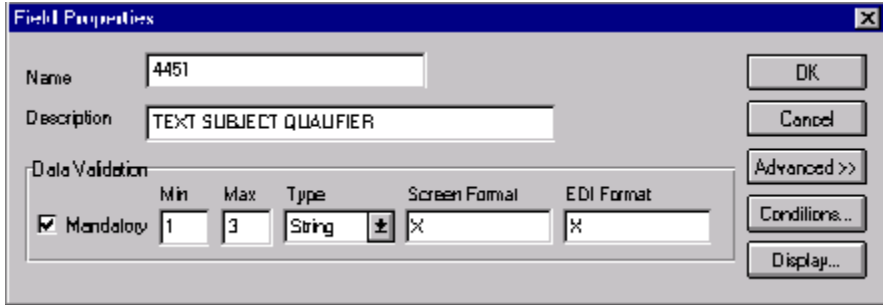 Field Properties
Name 4451 OK
Description TEXT SUBJECT QUALIFIER Cancel
Data Validation Advanced >>
Min Max Type Screen Format EDI Format
Mandatory 1 3 String X X Conditions...
Display...